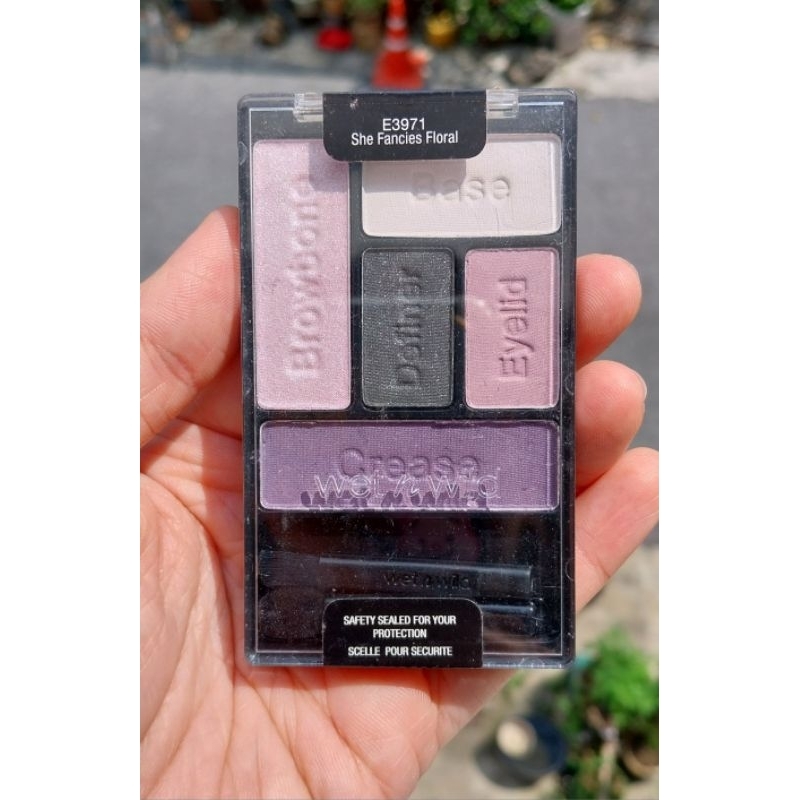 E3971
She Fancies Floral
Browbone
Base
Definer
Eyelid
Crease
wet n wild
wet n wild
SAFETY SEALED FOR YOUR
PROTECTION
SCELLE POUR SECURITE